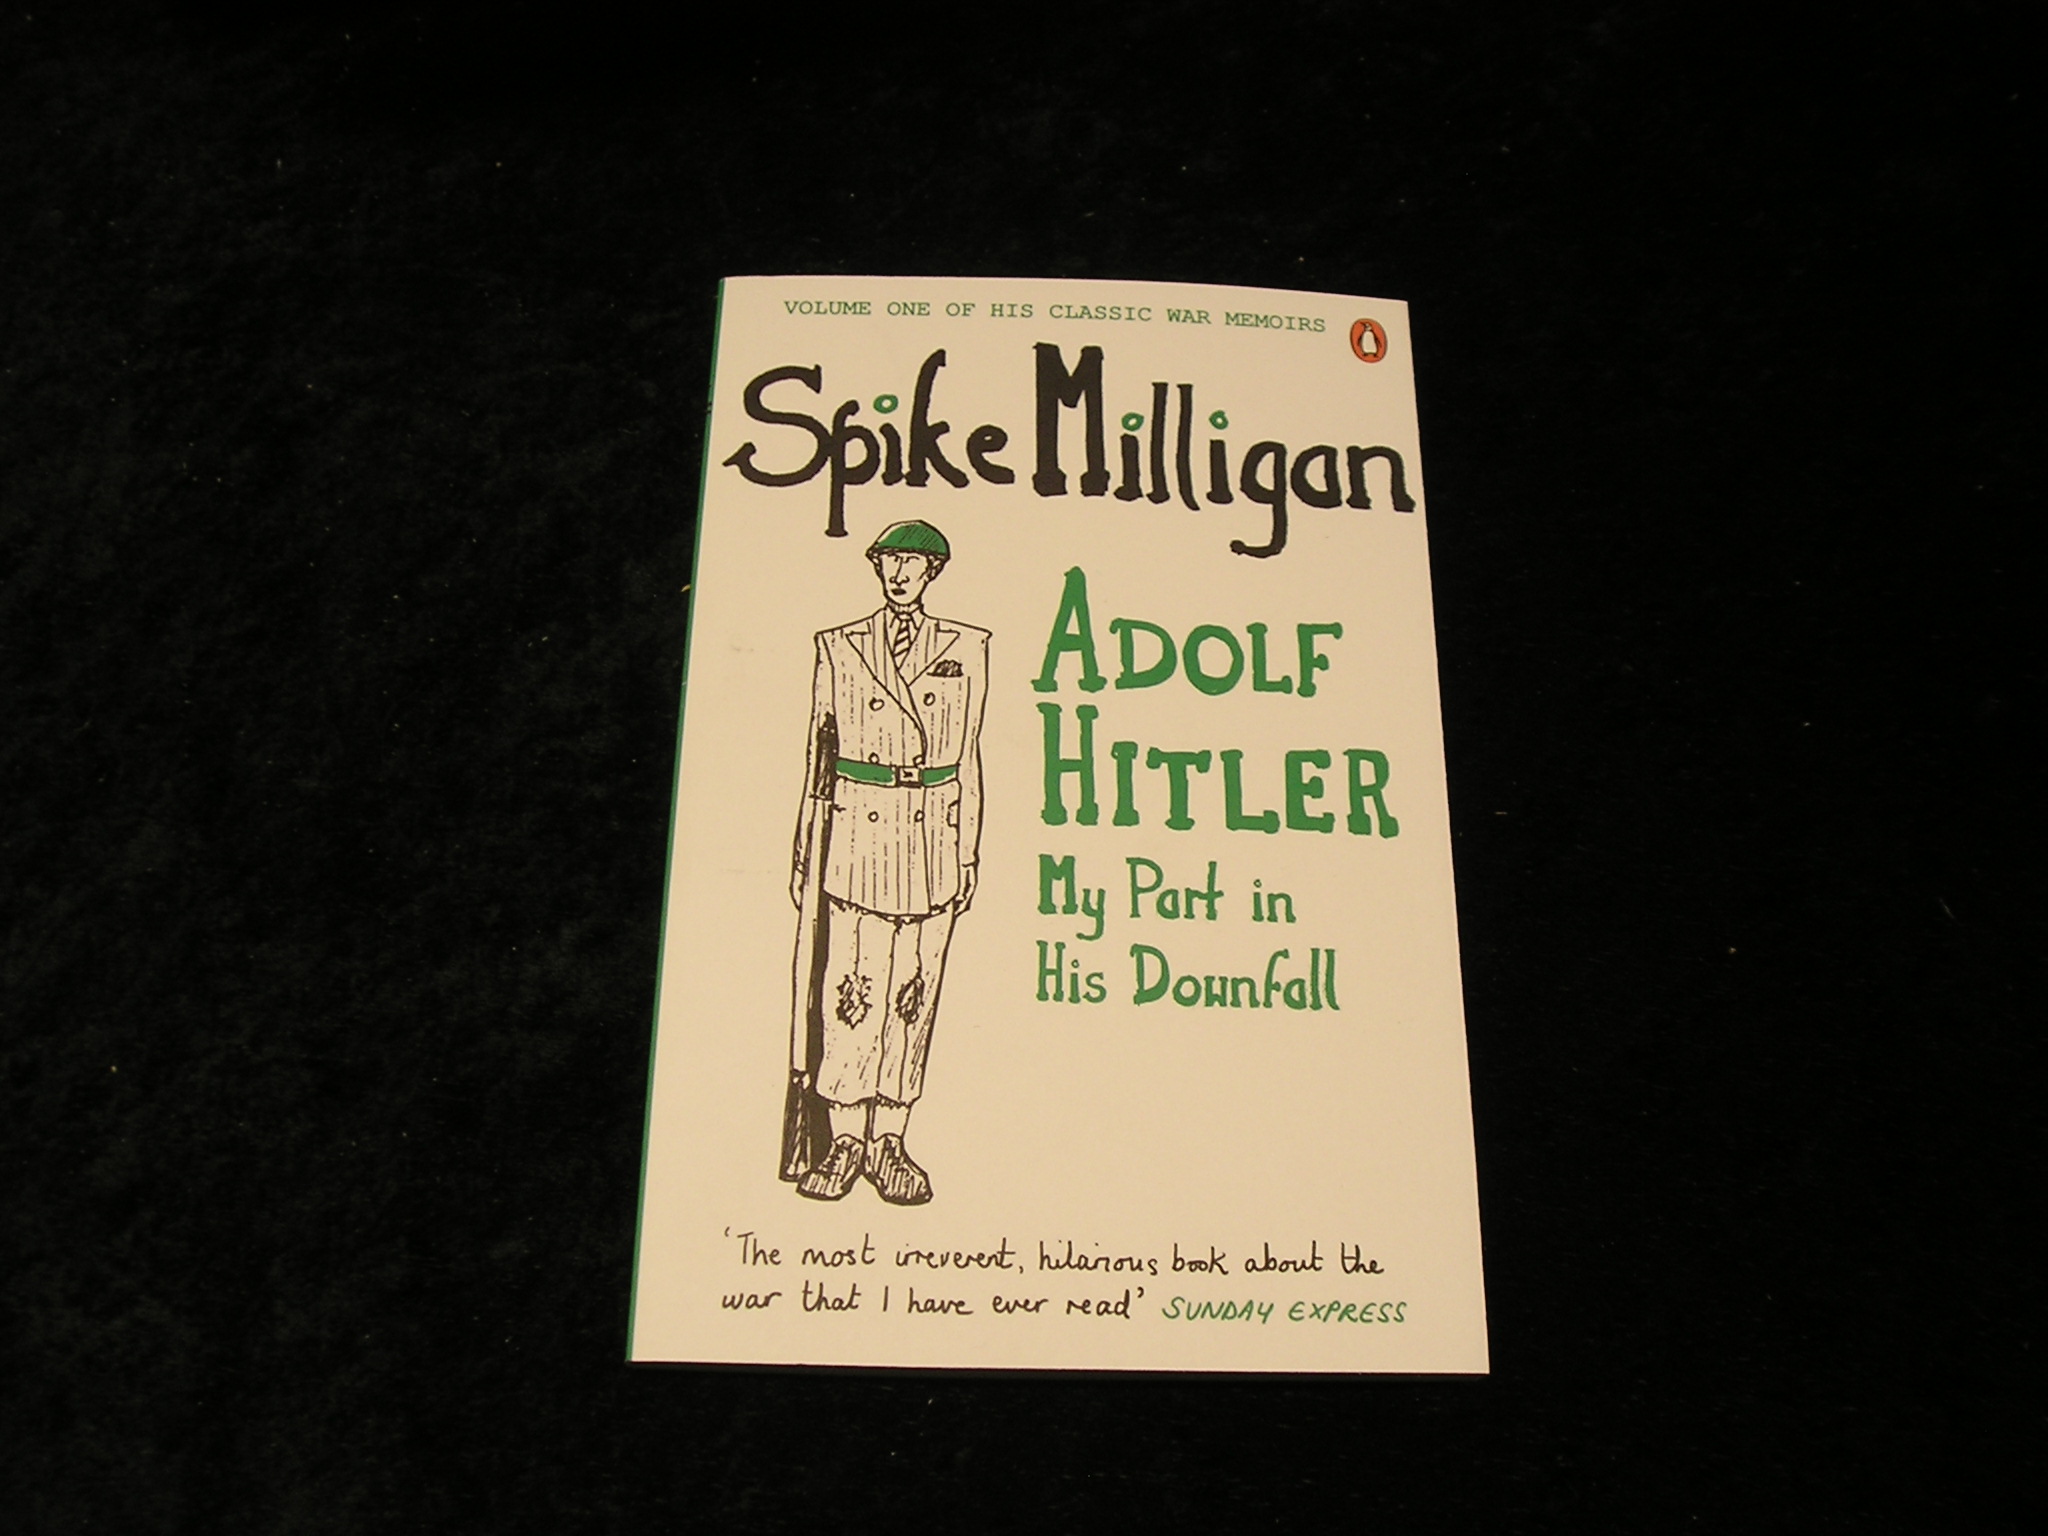 VOLUME ONE OF HIS CLASSIC WAR MEMOIRS
Spike Milligan
ADOLF
HITLER
My Part in
His Downfall
‘The most irreverent, hilarious book about the
war that I have ever read’ SUNDAY EXPRESS